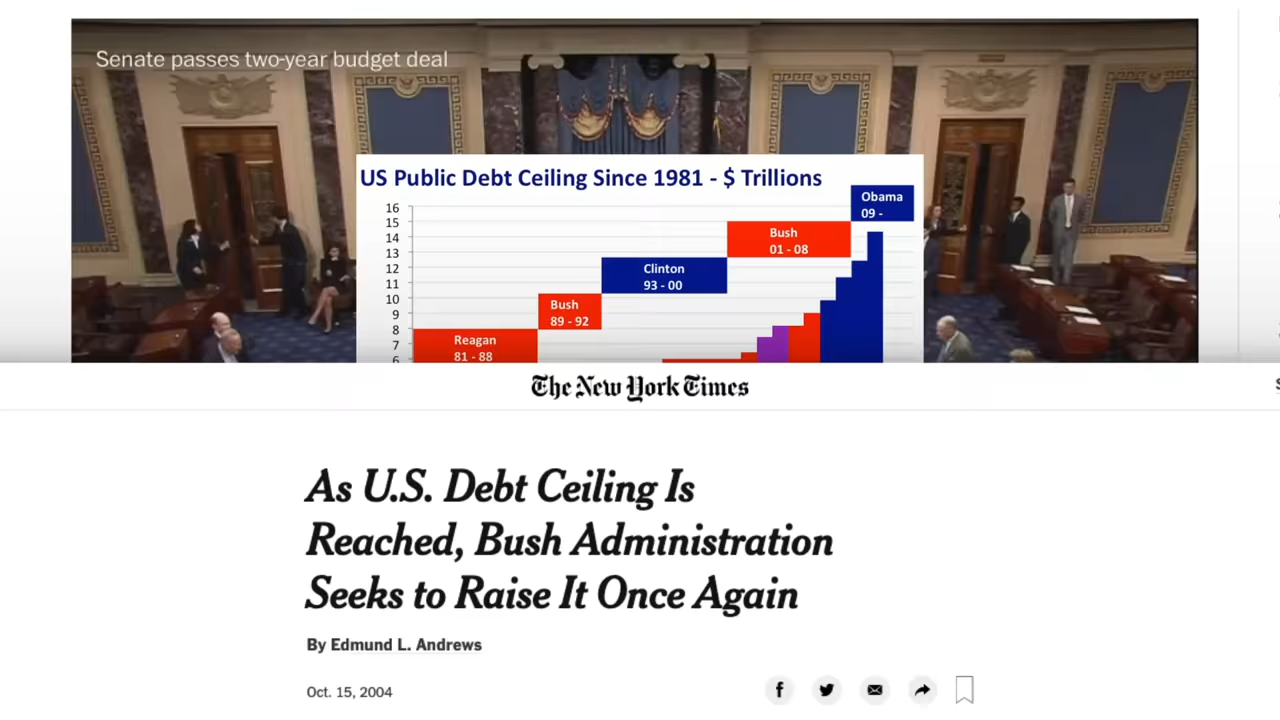 Senate passes two-year budget deal
US Public Debt Ceiling Since 1981 - $ Trillions
Obama
09 -
16
15
14
13
12
11
10
9
8
7
6
Bush
01 - 08
Clinton
93 - 00
Bush
89 - 92
Reagan
81 - 88
The New York Times
As U.S. Debt Ceiling Is
Reached, Bush Administration
Seeks to Raise It Once Again
By Edmund L. Andrews
Oct. 15, 2004